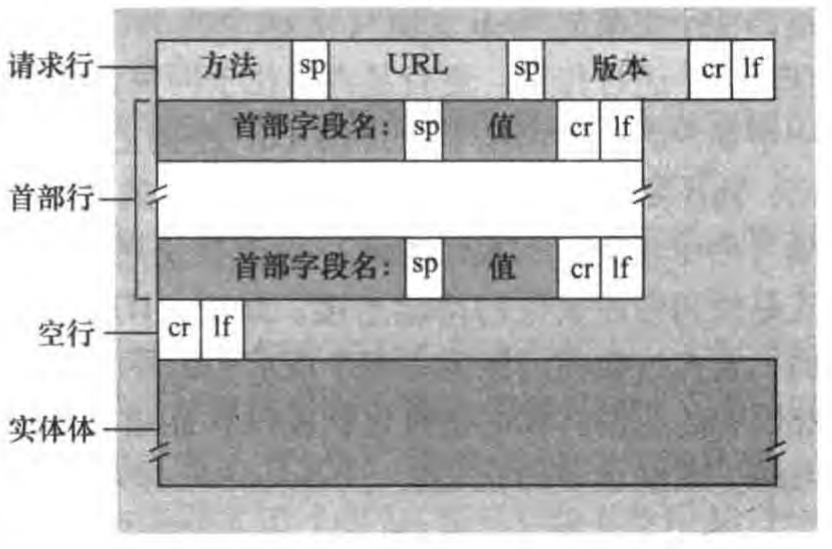 请求行 方法 sp URL sp 版本 cr lf
首部字段名: sp 值 cr lf
首部行
首部字段名: sp 值 cr lf
空行 cr lf
实体体